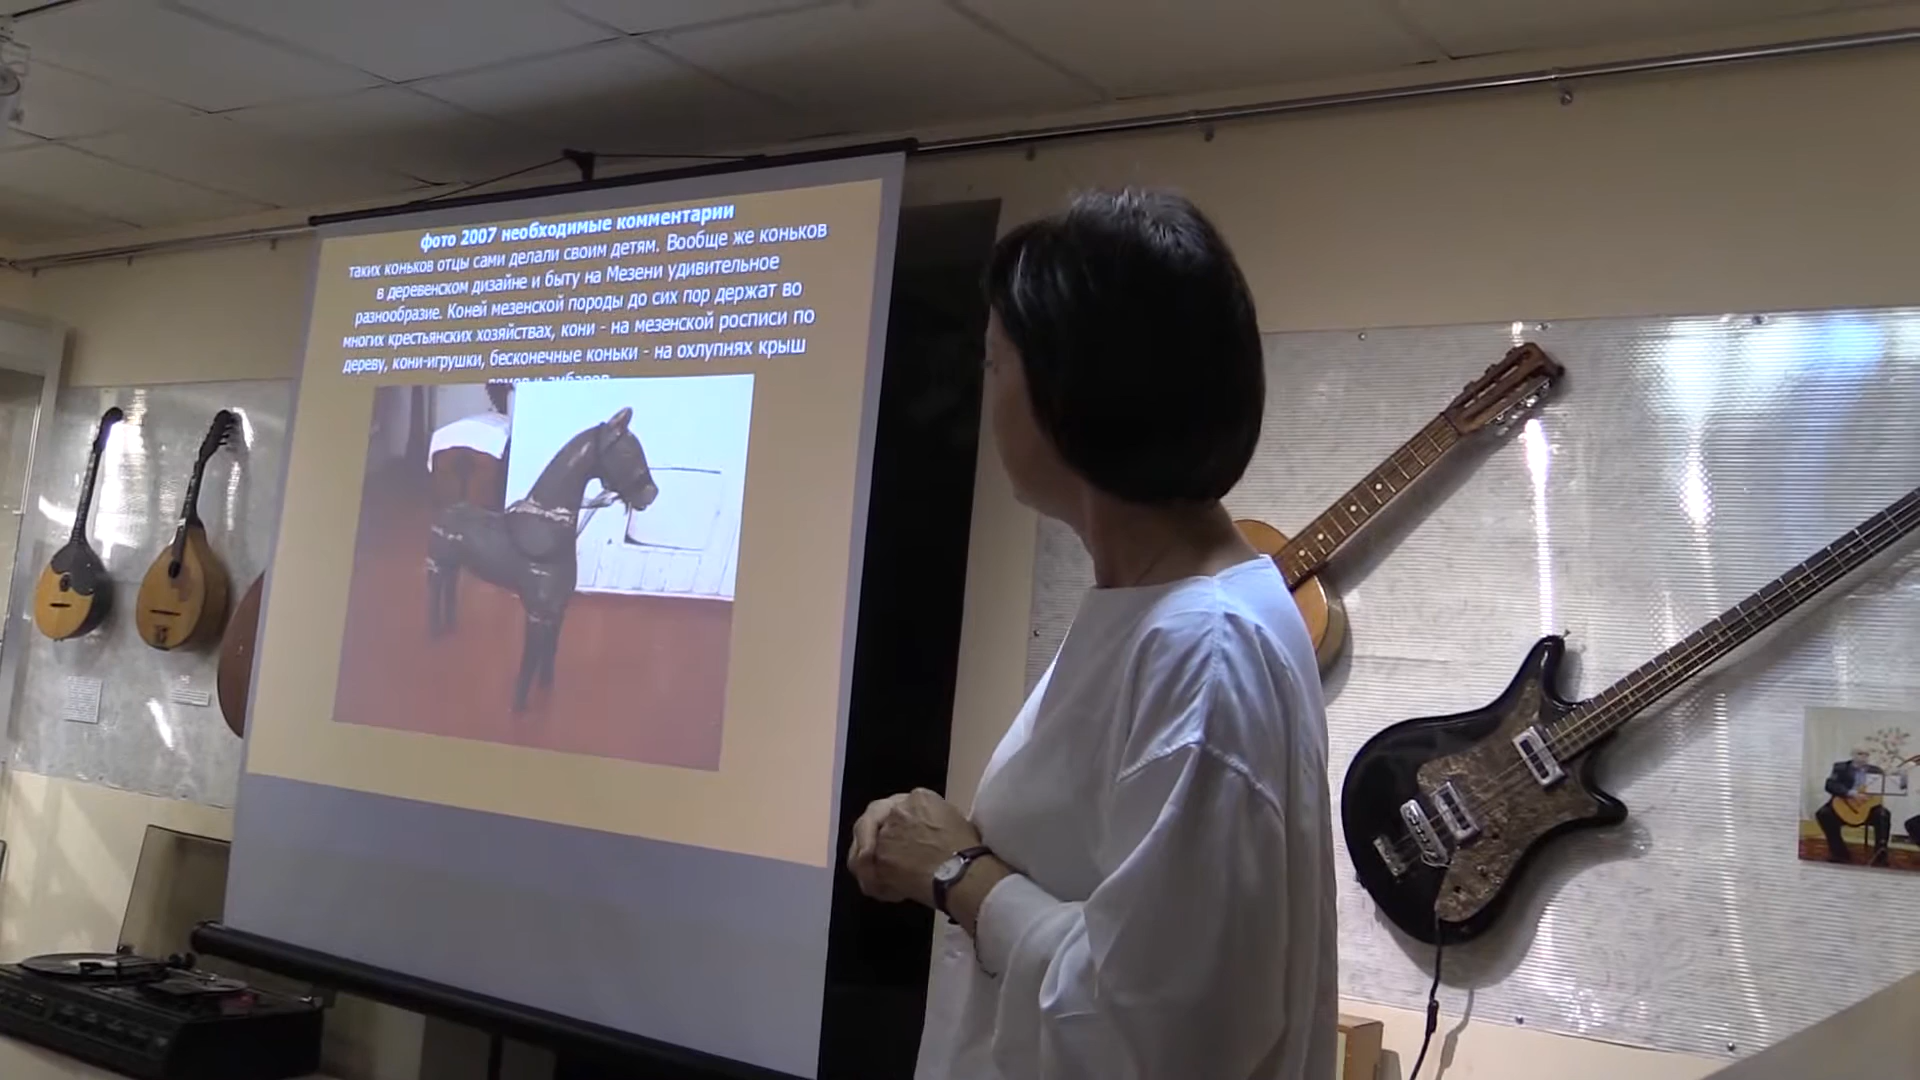 фото 2007 необходимые комментарии
таких коньков отцы сами делали своим детям. Вообще же коньков
в деревенском дизайне и быту на Мезени удивительное
разнообразие. Коней мезенской породы до сих пор держат во
многих крестьянских хозяйствах, кони - на мезенской росписи по
дереву, кони-игрушки, бесконечные коньки - на охлупнях крыш
домов и амбаров